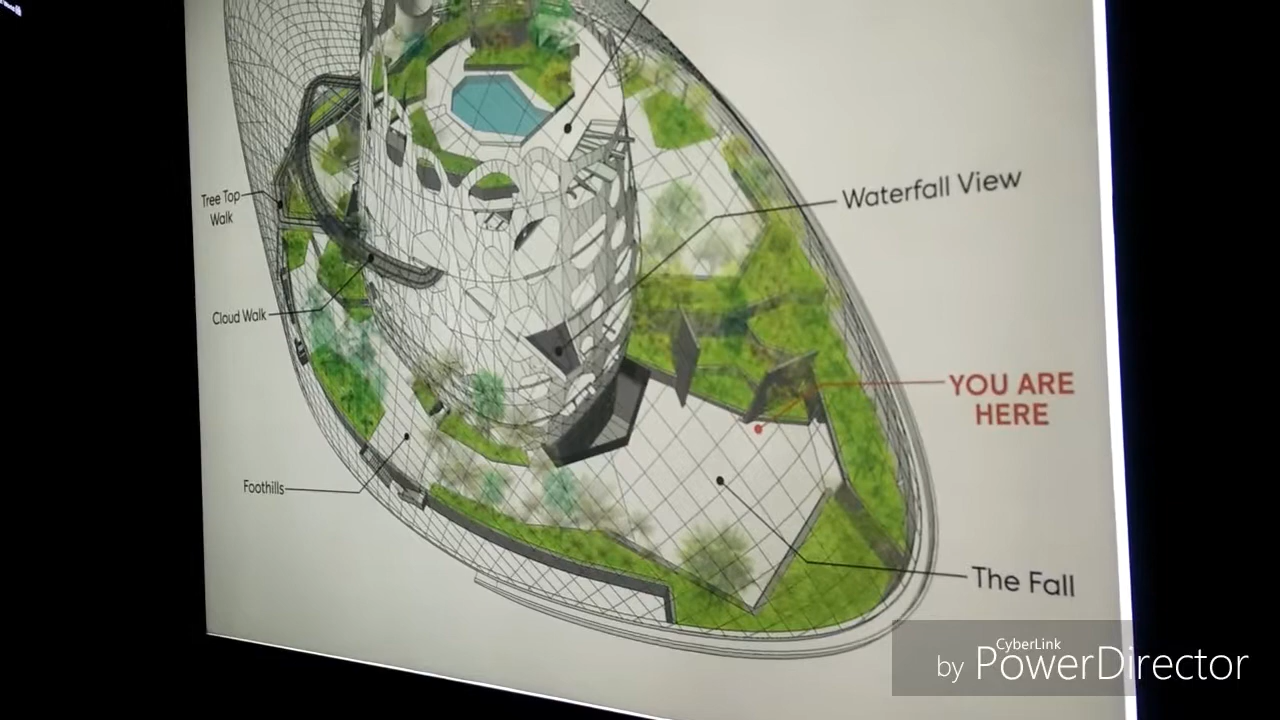 Waterfall View
Tree Top
Walk
Cloud Walk
YOU ARE
HERE
Foothills
The Fall
CyberLink
by PowerDirector